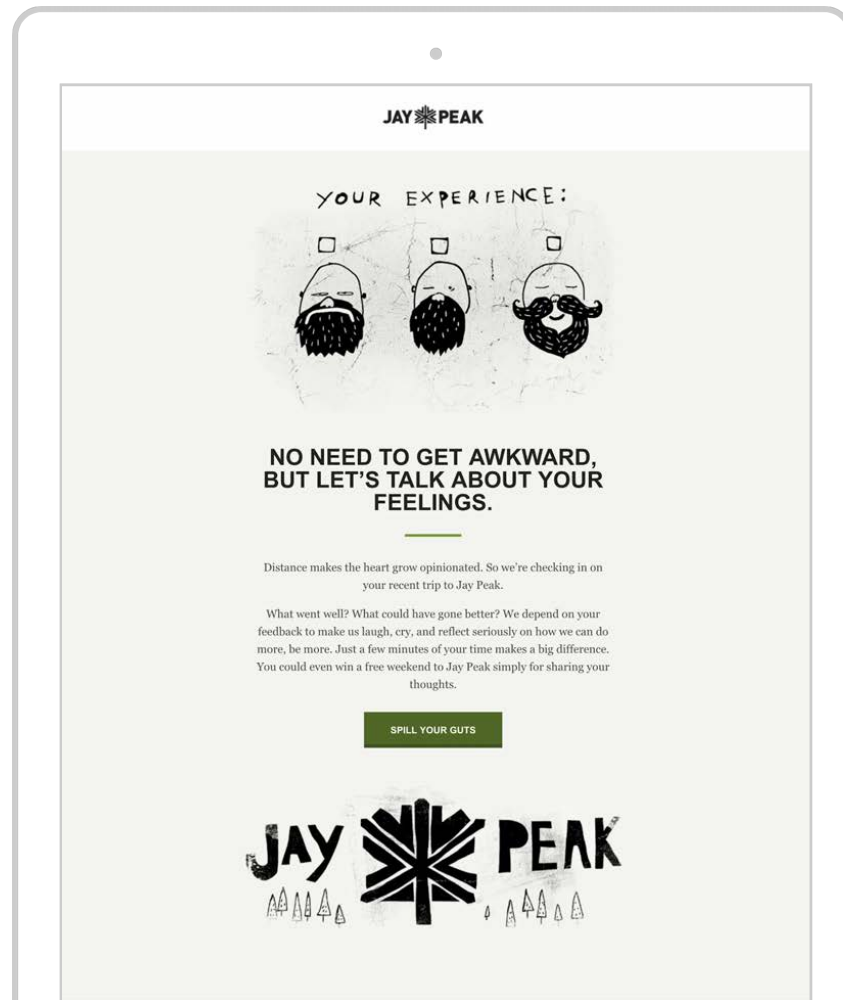 JAY PEAK
YOUR EXPERIENCE:
NO NEED TO GET AWKWARD,
BUT LET'S TALK ABOUT YOUR
FEELINGS.
Distance makes the heart grow opinionated. So we're checking in on
your recent trip to Jay Peak.
What went well? What could have gone better? We depend on your
feedback to make us laugh, cry, and reflect seriously on how we can do
more, be more. Just a few minutes of your time makes a big difference.
You could even win a free weekend to Jay Peak simply for sharing your
thoughts.
SPILL YOUR GUTS
JAY PEAK